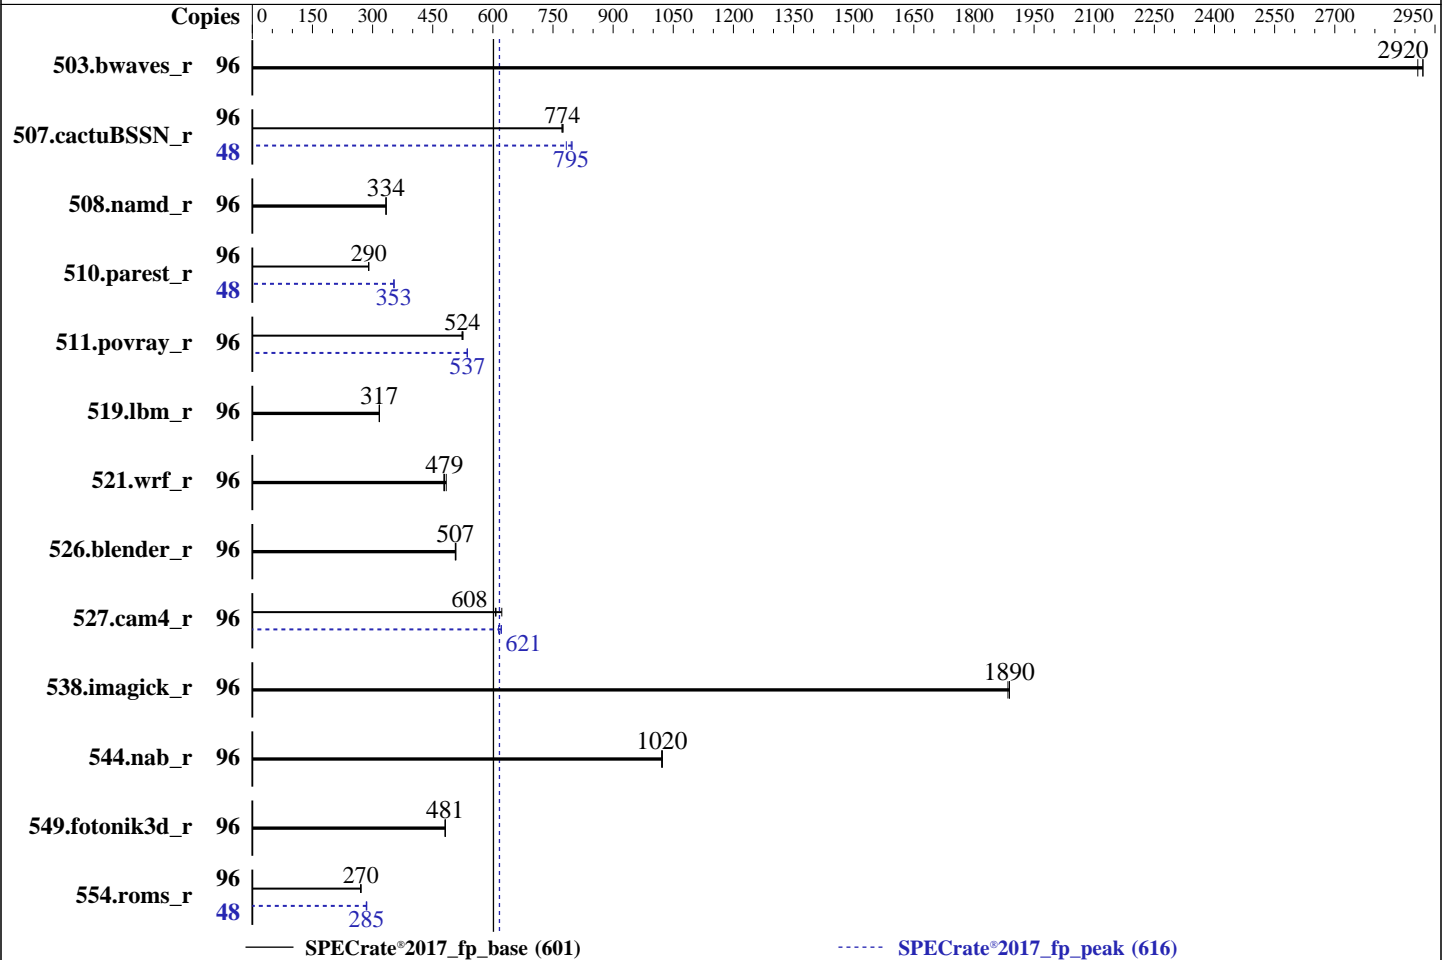 Copies 0 150 300 450 600 750 900 1050 1200 1350 1500 1650 1800 1950 2100 2250 2400 2550 2700 2950
2920
503.bwaves_r 96
96 774
507.cactuBSSN_r
48 795
334
508.namd_r 96
96 290
510.parest_r
48 353
524
511.povray_r 96
537
317
519.lbm_r 96
479
521.wrf_r 96
507
526.blender_r 96
608
527.cam4_r 96
621
1890
538.imagick_r 96
1020
544.nab_r 96
481
549.fotonik3d_r 96
96 270
554.roms_r
48 285
SPECrate®2017_fp_base (601) SPECrate®2017_fp_peak (616)